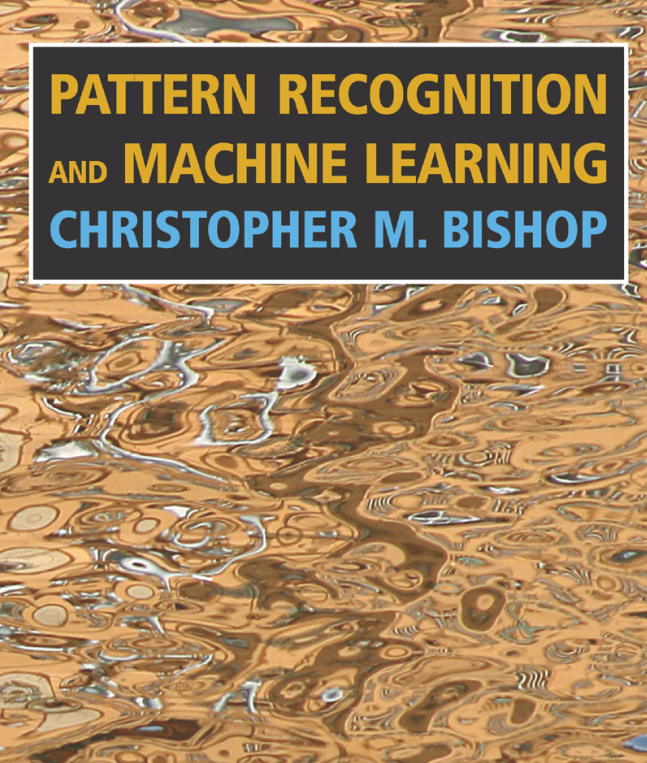 PATTERN RECOGNITION
AND MACHINE LEARNING
CHRISTOPHER M. BISHOP